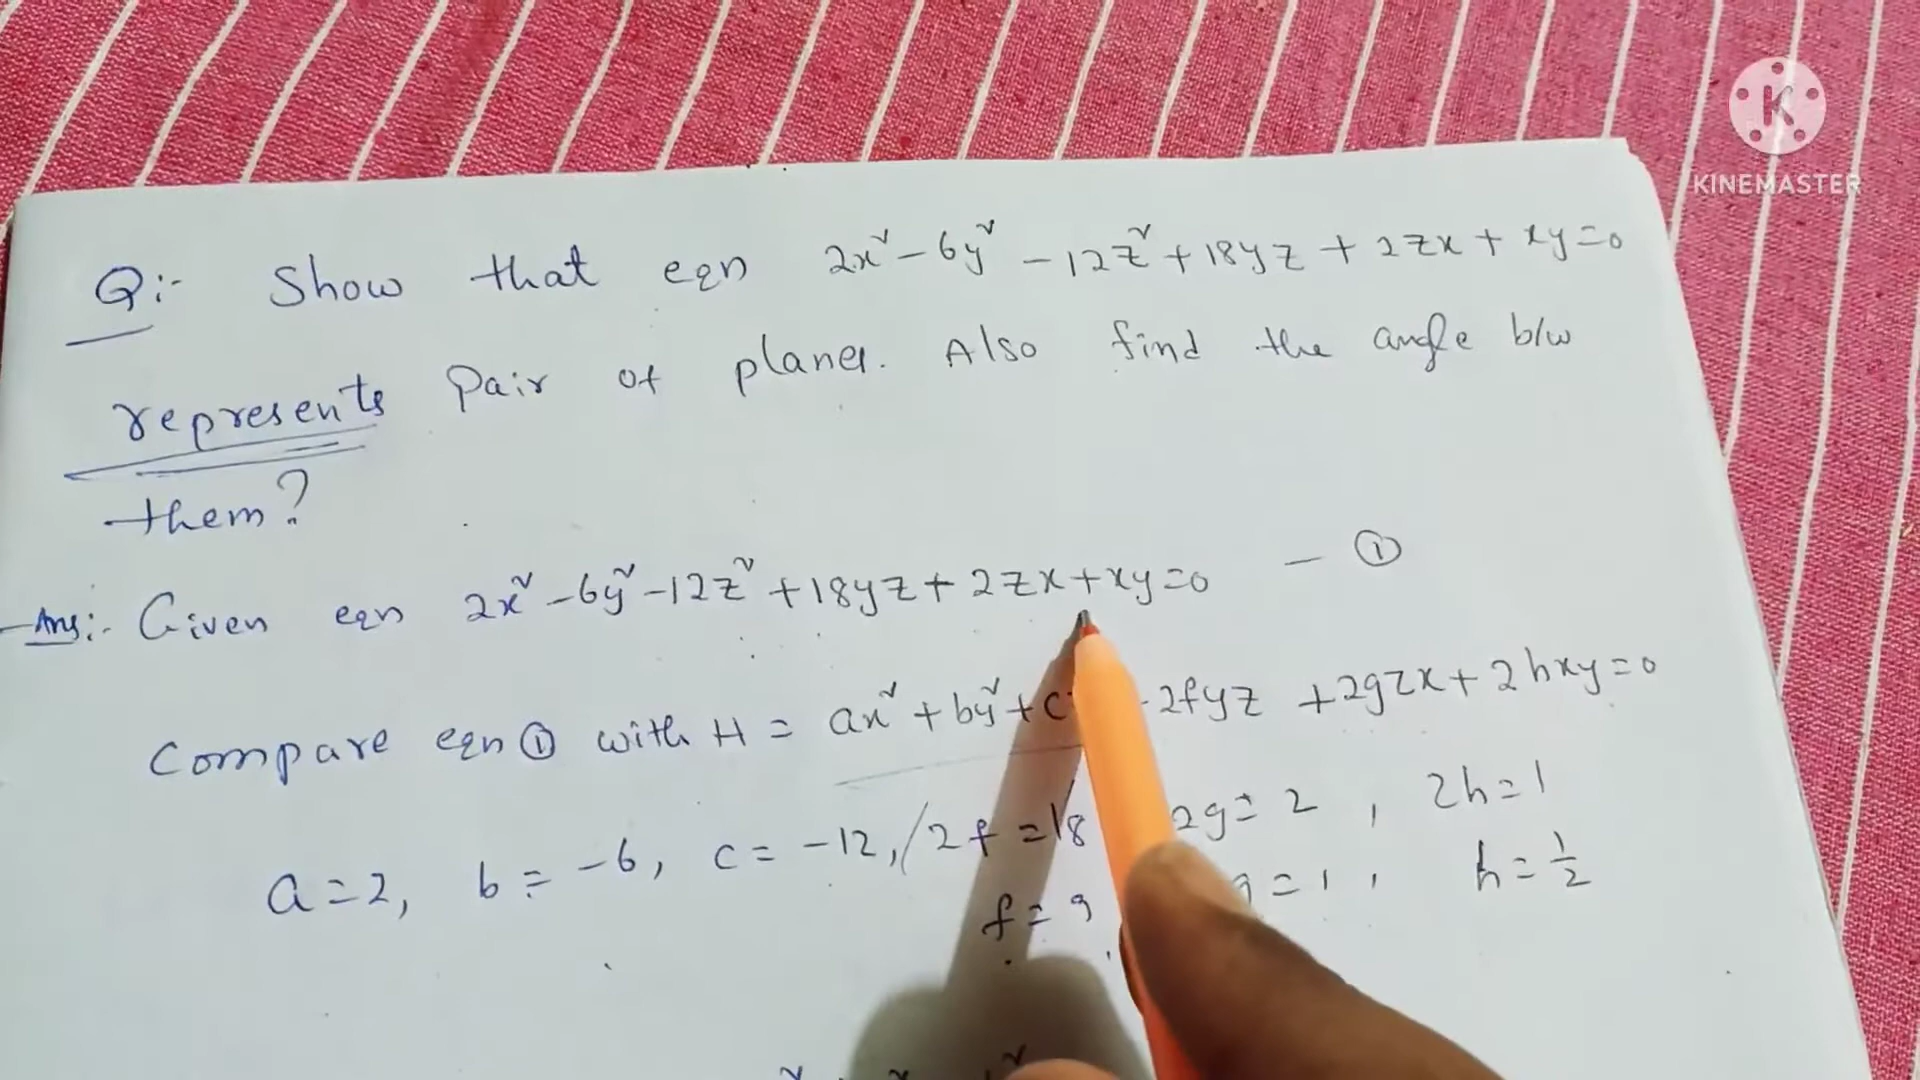 K
KINEMASTER
Q:- Show that eqn 2x² - 6y² - 12z² + 18yz + 2zx + xy = 0
represents pair of planes. Also find the angle b/w
them?
Ans:- Given eqn 2x² - 6y² - 12z² + 18yz + 2zx + xy = 0 — ①
Compare eqn ① with H = ax² + by² + c 2fyz + 2gzx + 2hxy = 0
a = 2, b = -6, c = -12, / 2f = 18 2g = 2 , 2h = 1
f = 9 g = 1 , h = 1/2